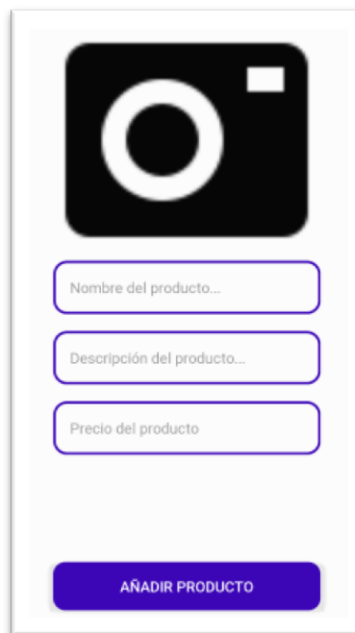 Nombre del producto...
Descripción del producto...
Precio del producto
AÑADIR PRODUCTO